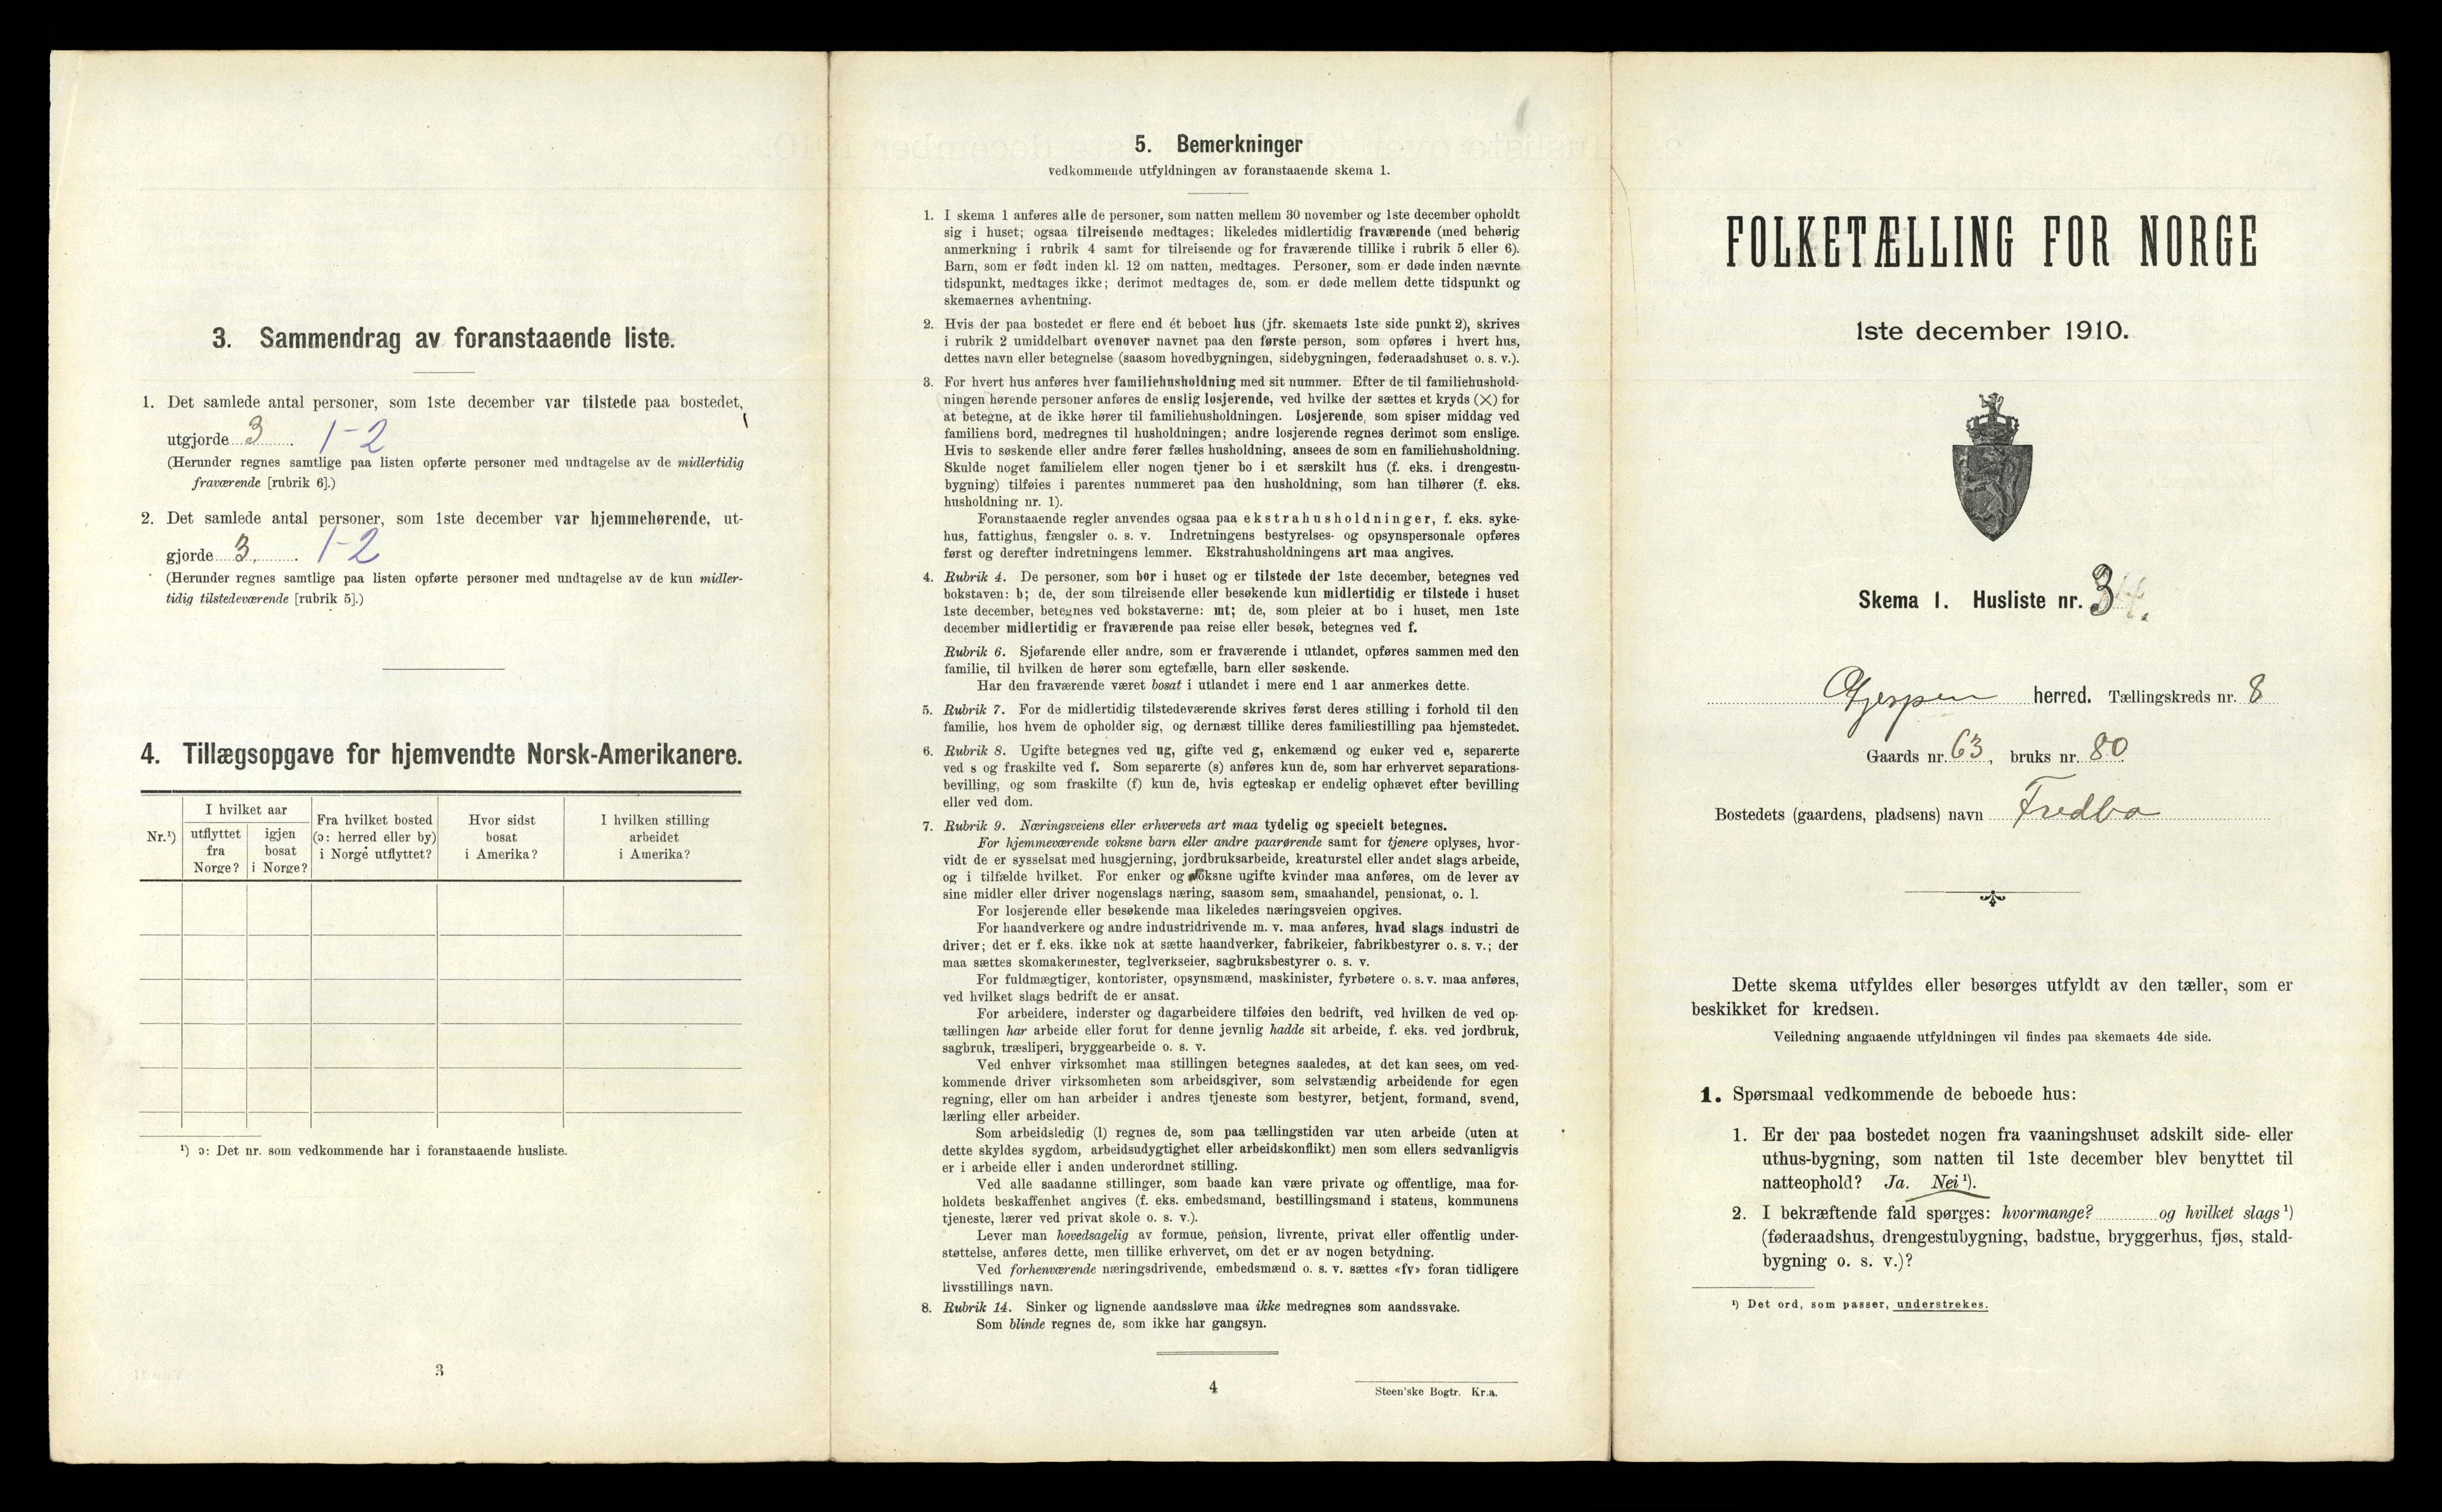 3. Sammendrag av foranstaaende liste.
1. Det samlede antal personer, som 1ste december var tilstede paa bostedet,
utgjorde 3. 1-2
(Herunder regnes samtlige paa listen opførte personer med undtagelse av de midlertidig
fraværende [rubrik 6].)
2. Det samlede antal personer, som 1ste december var hjemmehørende, ut-
gjorde 3. 1-2
(Herunder regnes samtlige paa listen opførte personer med undtagelse av de kun midler-
tidig tilstedeværende [rubrik 5].)
4. Tillægsopgave for hjemvendte Norsk-Amerikanere.
Nr.¹)
I hvilket aar
utflyttet fra Norge?
igjen bosat i Norge?
Fra hvilket bosted (ɔ: herred eller by) i Norge utflyttet?
Hvor sidst bosat i Amerika?
I hvilken stilling arbeidet i Amerika?
¹) ɔ: Det nr. som vedkommende har i foranstaaende husliste.
3
5. Bemerkninger
vedkommende utfyldningen av foranstaaende skema 1.
1. I skema 1 anføres alle de personer, som natten mellem 30 november og 1ste december opholdt
sig i huset; ogsaa tilreisende medtages; likeledes midlertidig fraværende (med behørig
anmerkning i rubrik 4 samt for tilreisende og for fraværende tillike i rubrik 5 eller 6).
Barn, som er født inden kl. 12 om natten, medtages. Personer, som er døde inden nævnte
tidspunkt, medtages ikke; derimot medtages de, som er døde mellem dette tidspunkt og
skemaernes avhentning.
2. Hvis der paa bostedet er flere end ét beboet hus (jfr. skemaets 1ste side punkt 2), skrives
i rubrik 2 umiddelbart ovenover navnet paa den første person, som opføres i hvert hus,
dettes navn eller betegnelse (saasom hovedbygningen, sidebygningen, føderaadshuset o. s. v.).
3. For hvert hus anføres hver familiehusholdning med sit nummer. Efter de til familiehushold-
ningen hørende personer anføres de enslig losjerende, ved hvilke der sættes et kryds (×) for
at betegne, at de ikke hører til familiehusholdningen. Losjerende, som spiser middag ved
familiens bord, medregnes til husholdningen; andre losjerende regnes derimot som enslige.
Hvis to søskende eller andre fører fælles husholdning, ansees de som en familiehusholdning.
Skulde noget familielem eller nogen tjener bo i et særskilt hus (f. eks. i drengestu-
bygning) tilføies i parentes nummeret paa den husholdning, som han tilhører (f. eks.
husholdning nr. 1).
Foranstaaende regler anvendes ogsaa paa ekstrahusholdninger, f. eks. syke-
hus, fattighus, fængsler o. s. v. Indretningens bestyrelses- og opsynspersonale opføres
først og derefter indretningens lemmer. Ekstrahusholdningens art maa angives.
4. Rubrik 4. De personer, som bor i huset og er tilstede der 1ste december, betegnes ved
bokstaven: b; de, der som tilreisende eller besøkende kun midlertidig er tilstede i huset
1ste december, betegnes ved bokstaverne: mt; de, som pleier at bo i huset, men 1ste
december midlertidig er fraværende paa reise eller besøk, betegnes ved f.
Rubrik 6. Sjøfarende eller andre, som er fraværende i utlandet, opføres sammen med den
familie, til hvilken de hører som egtefælle, barn eller søskende.
Har den fraværende været bosat i utlandet i mere end 1 aar anmerkes dette.
5. Rubrik 7. For de midlertidig tilstedeværende skrives først deres stilling i forhold til den
familie, hos hvem de opholder sig, og dernæst tillike deres familiestilling paa hjemstedet.
6. Rubrik 8. Ugifte betegnes ved ug, gifte ved g, enkemænd og enker ved e, separerte
ved s og fraskilte ved f. Som separerte (s) anføres kun de, som har erhvervet separations-
bevilling, og som fraskilte (f) kun de, hvis egteskap er endelig ophævet efter bevilling
eller ved dom.
7. Rubrik 9. Næringsveiens eller erhvervets art maa tydelig og specielt betegnes.
For hjemmeværende voksne barn eller andre paarørende samt for tjenere oplyses, hvor-
vidt de er sysselsat med husgjerning, jordbruksarbeide, kreaturstel eller andet slags arbeide,
og i tilfælde hvilket. For enker og voksne ugifte kvinder maa anføres, om de lever av
sine midler eller driver nogenslags næring, saasom søm, smaahandel, pensionat, o. l.
For losjerende eller besøkende maa likeledes næringsveien opgives.
For haandverkere og andre industridrivende m. v. maa anføres, hvad slags industri de
driver; det er f. eks. ikke nok at sætte haandverker, fabrikeier, fabrikbestyrer o. s. v.; der
maa sættes skomakermester, teglverkseier, sagbruksbestyrer o. s. v.
For fuldmægtiger, kontorister, opsynsmænd, maskinister, fyrbøtere o. s. v. maa anføres,
ved hvilket slags bedrift de er ansat.
For arbeidere, inderster og dagarbeidere tilføies den bedrift, ved hvilken de ved op-
tællingen har arbeide eller forut for denne jevnlig hadde sit arbeide, f. eks. ved jordbruk,
sagbruk, træsliperi, bryggearbeide o. s. v.
Ved enhver virksomhet maa stillingen betegnes saaledes, at det kan sees, om ved-
kommende driver virksomheten som arbeidsgiver, som selvstændig arbeidende for egen
regning, eller om han arbeider i andres tjeneste som bestyrer, betjent, formand, svend,
lærling eller arbeider.
Som arbeidsledig (l) regnes de, som paa tællingstiden var uten arbeide (uten at
dette skyldes sygdom, arbeidsudygtighet eller arbeidskonflikt) men som ellers sedvanligvis
er i arbeide eller i anden underordnet stilling.
Ved alle saadanne stillinger, som baade kan være private og offentlige, maa for-
holdets beskaffenhet angives (f. eks. embedsmand, bestillingsmand i statens, kommunens
tjeneste, lærer ved privat skole o. s. v.).
Lever man hovedsagelig av formue, pension, livrente, privat eller offentlig under-
støttelse, anføres dette, men tillike erhvervet, om det er av nogen betydning.
Ved forhenværende næringsdrivende, embedsmænd o. s. v. sættes «fv» foran tidligere
livsstillings navn.
8. Rubrik 14. Sinker og lignende aandssløve maa ikke medregnes som aandssvake.
Som blinde regnes de, som ikke har gangsyn.
4
Steen'ske Bogtr. Kr.a.
FOLKETÆLLING FOR NORGE
1ste december 1910.
Skema 1. Husliste nr. 34.
Gjerpen herred. Tællingskreds nr. 8
Gaards nr. 63, bruks nr. 80
Bostedets (gaardens, pladsens) navn Fredbo
Dette skema utfyldes eller besørges utfyldt av den tæller, som er
beskikket for kredsen.
Veiledning angaaende utfyldningen vil findes paa skemaets 4de side.
1. Spørsmaal vedkommende de beboede hus:
1. Er der paa bostedet nogen fra vaaningshuset adskilt side- eller
uthus-bygning, som natten til 1ste december blev benyttet til
natteophold? Ja. Nei ¹).
2. I bekræftende fald spørges: hvormange? og hvilket slags ¹)
(føderaadshus, drengestubygning, badstue, bryggerhus, fjøs, stald-
bygning o. s. v.)?
¹) Det ord, som passer, understrekes.